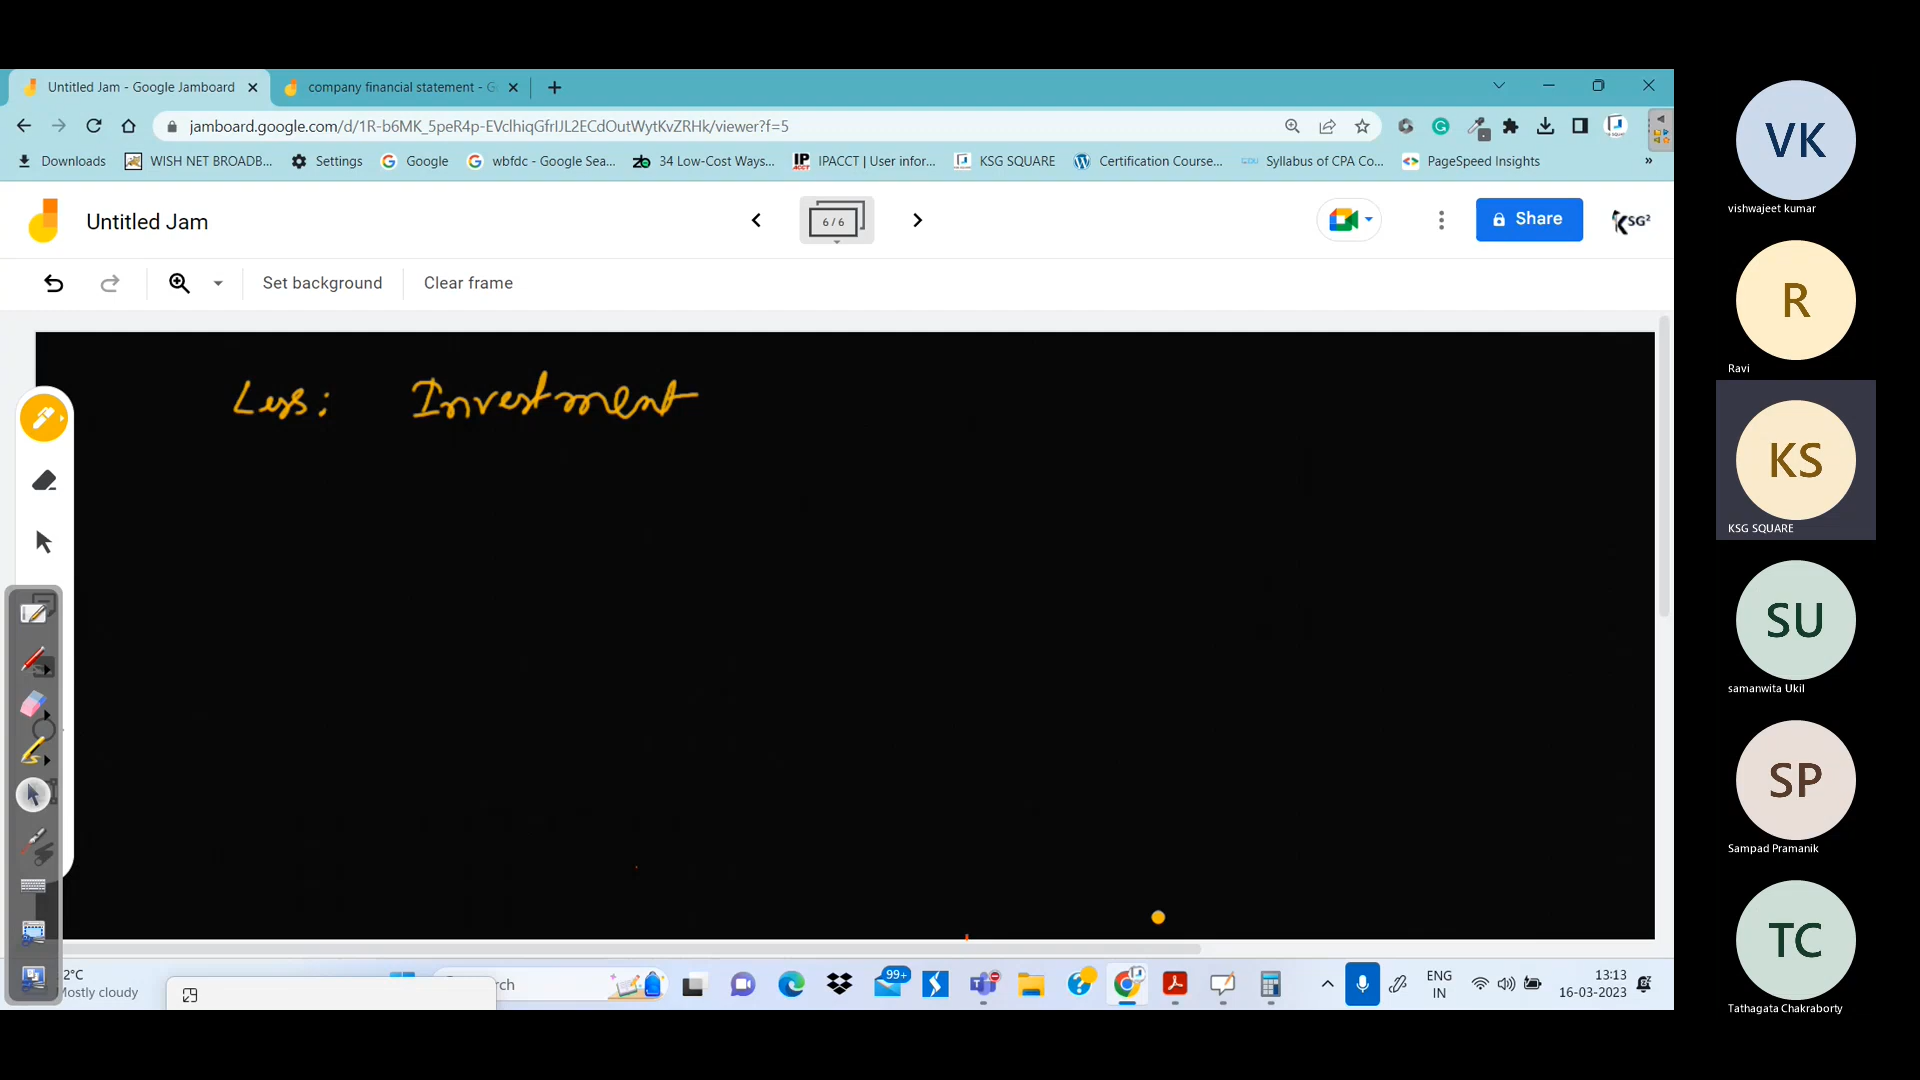 Untitled Jam - Google Jamboard
company financial statement - G
jamboard.google.com/d/1R-b6MK_5peR4p-EVclhiqGfrIJL2ECdOutWytKvZRHk/viewer?f=5
Downloads WISH NET BROADB... Settings Google wbfdc - Google Sea... 34 Low-Cost Ways... IPACCT | User infor... KSG SQUARE Certification Course... Syllabus of CPA Co... PageSpeed Insights »
Untitled Jam
6 / 6
Share
KSG²
Set background Clear frame
Less: Investment
2°C
Mostly cloudy
rch
99+
ENG
IN
13:13
16-03-2023
VK
vishwajeet kumar
R
Ravi
KS
KSG SQUARE
SU
samanwita Ukil
SP
Sampad Pramanik
TC
Tathagata Chakraborty